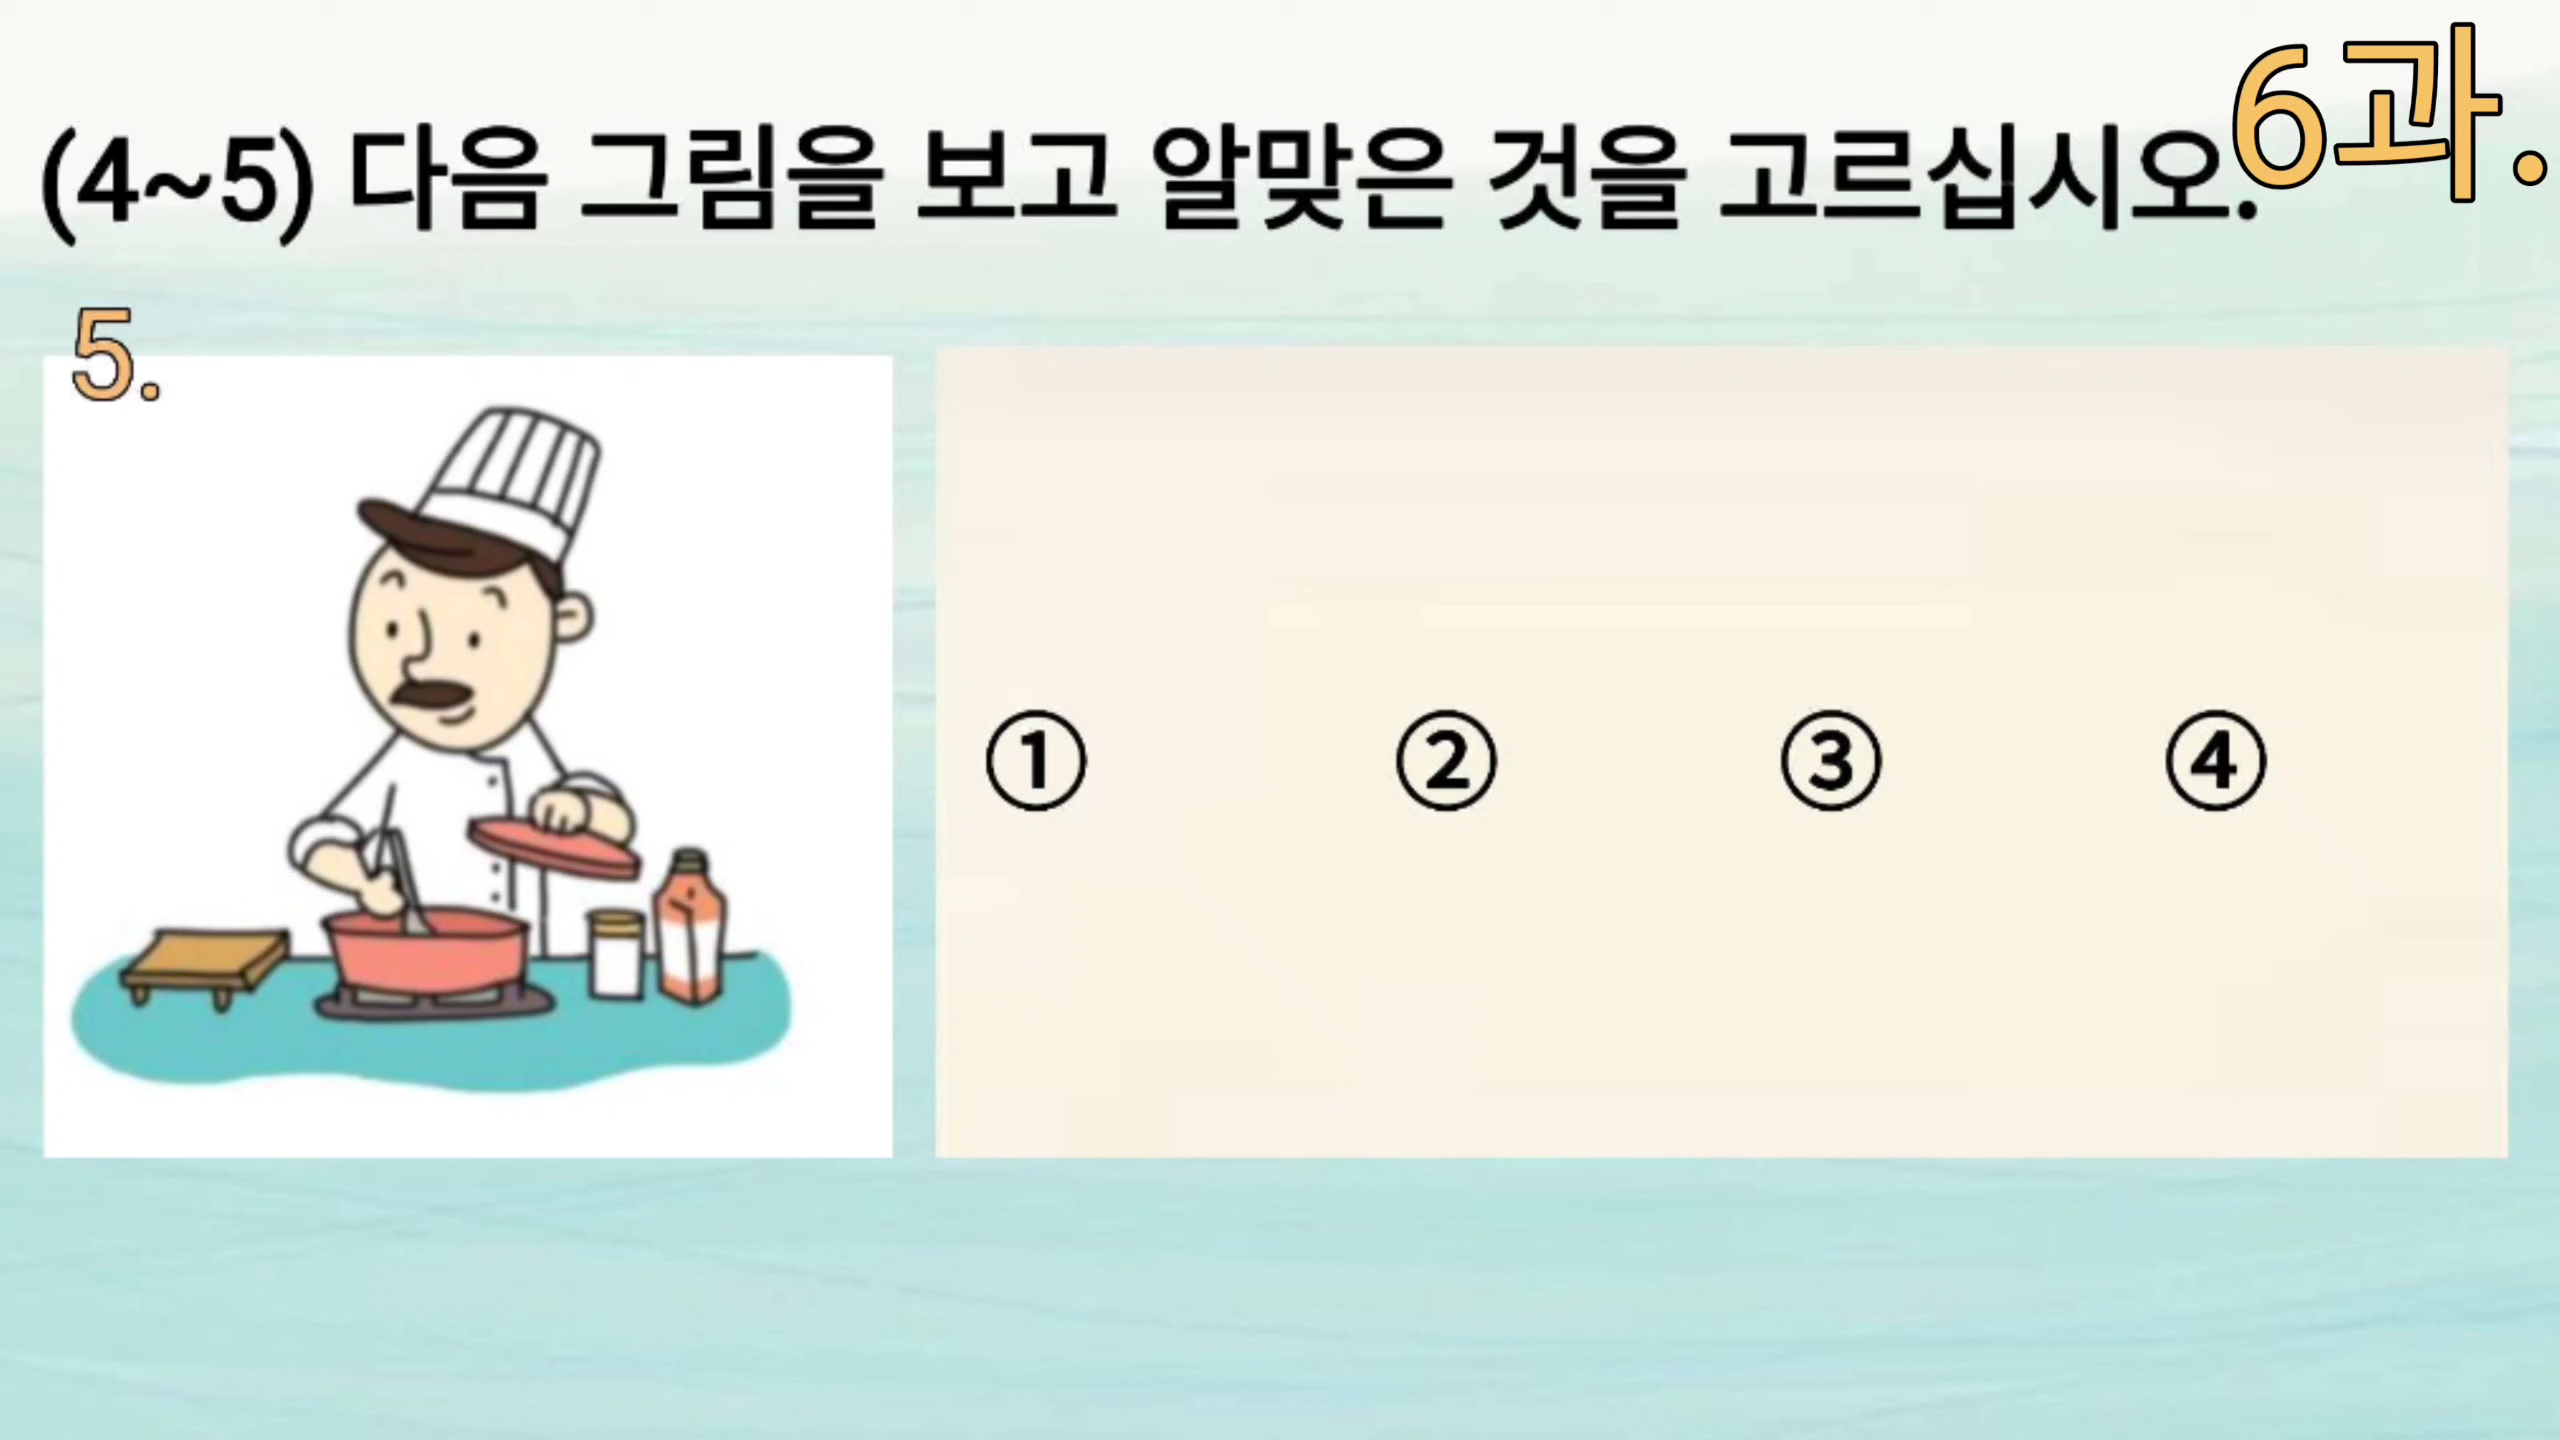 6과.
(4~5) 다음 그림을 보고 알맞은 것을 고르십시오.
5.
① ② ③ ④